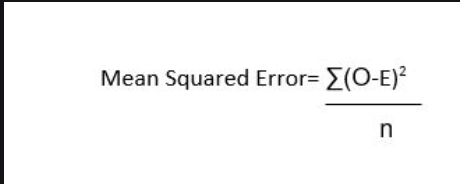 Mean Squared Error= ∑(O-E)²
n